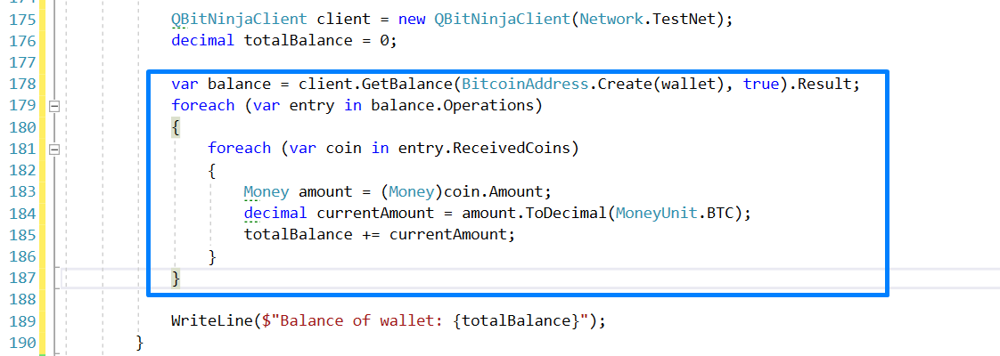 175 QBitNinjaClient client = new QBitNinjaClient(Network.TestNet);
176 decimal totalBalance = 0;
177
178 var balance = client.GetBalance(BitcoinAddress.Create(wallet), true).Result;
179 foreach (var entry in balance.Operations)
180 {
181 foreach (var coin in entry.ReceivedCoins)
182 {
183 Money amount = (Money)coin.Amount;
184 decimal currentAmount = amount.ToDecimal(MoneyUnit.BTC);
185 totalBalance += currentAmount;
186 }
187 }
188
189 WriteLine($"Balance of wallet: {totalBalance}");
190 }